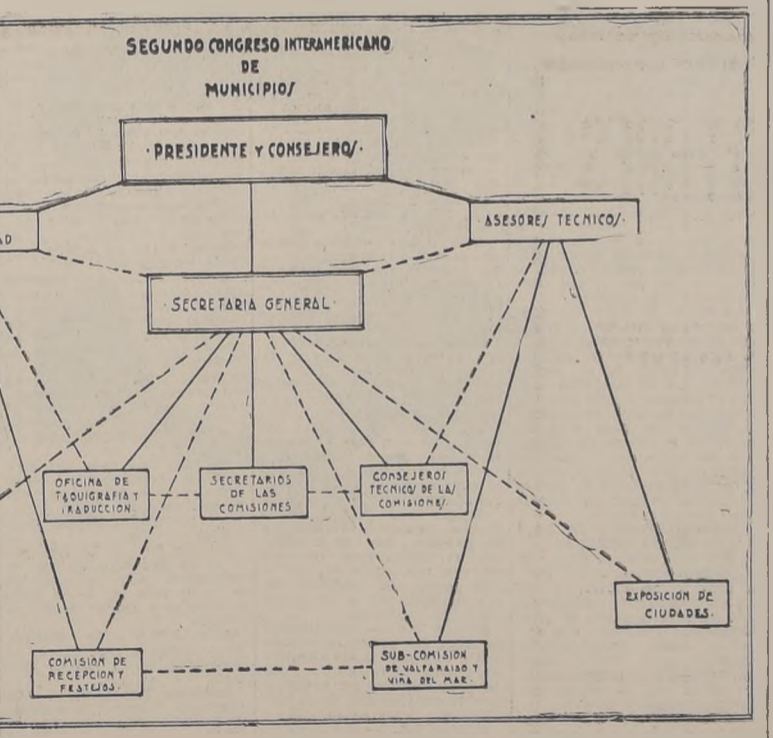 SEGUNDO CONGRESO INTERAMERICANO
DE
MUNICIPIOS
· PRESIDENTE Y CONSEJEROS ·
AD
· ASESORES TECNICOS ·
· SECRETARIA GENERAL ·
OFICINA DE
TAQUIGRAFIA Y
TRADUCCION
SECRETARIOS
DE LAS
COMISIONES
CONSEJEROS
TECNICOS DE LAS
COMISIONES.
EXPOSICION DE
CIUDADES.
COMISION DE
RECEPCION Y
FESTEJOS.
SUB-COMISION
DE VALPARAISO Y
VIÑA DEL MAR.